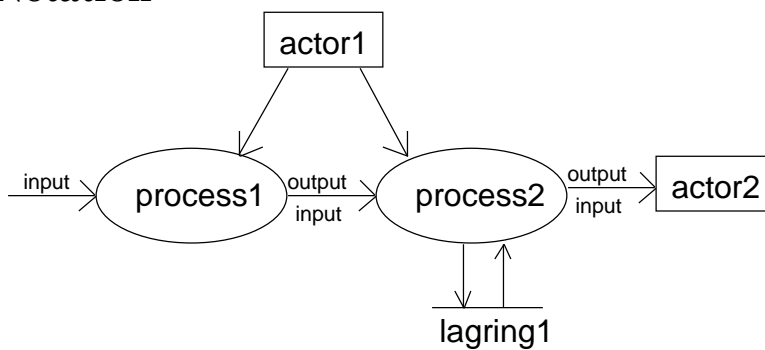 actor1
input
process1
output
input
process2
output
input
actor2
lagring1